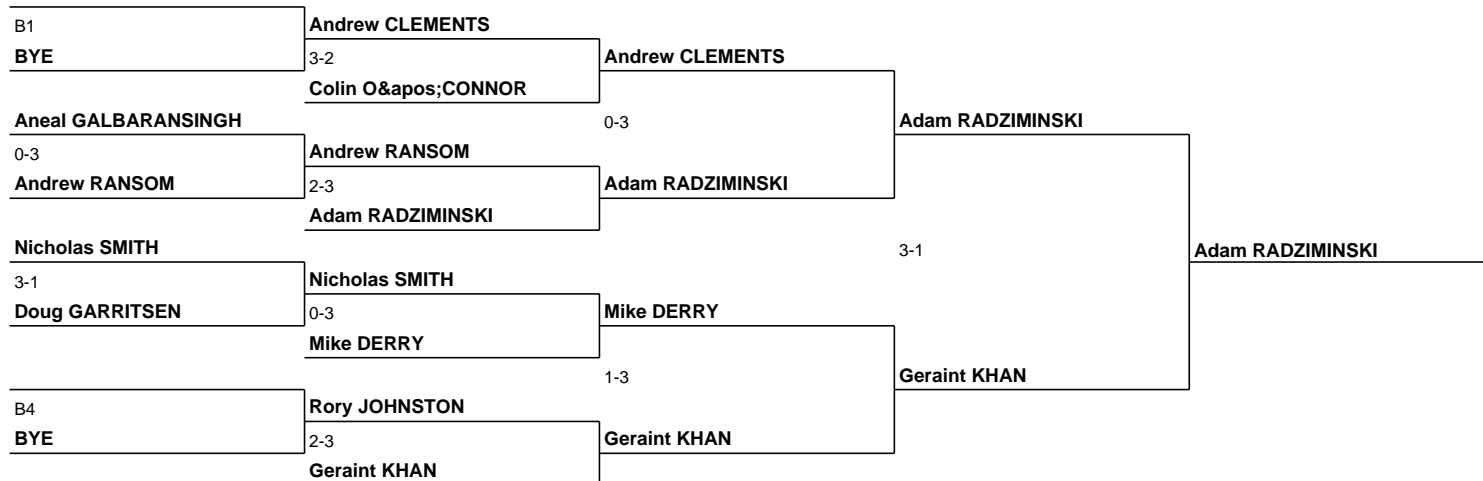 B1
BYE
Andrew CLEMENTS
3-2
Colin O&apos;CONNOR
Andrew CLEMENTS
Aneal GALBARANSINGH
0-3
Andrew RANSOM
Andrew RANSOM
2-3
Adam RADZIMINSKI
0-3
Adam RADZIMINSKI
Adam RADZIMINSKI
Nicholas SMITH
3-1
Doug GARRITSEN
Nicholas SMITH
0-3
Mike DERRY
Mike DERRY
3-1
Adam RADZIMINSKI
B4
BYE
Rory JOHNSTON
2-3
Geraint KHAN
1-3
Geraint KHAN
Geraint KHAN